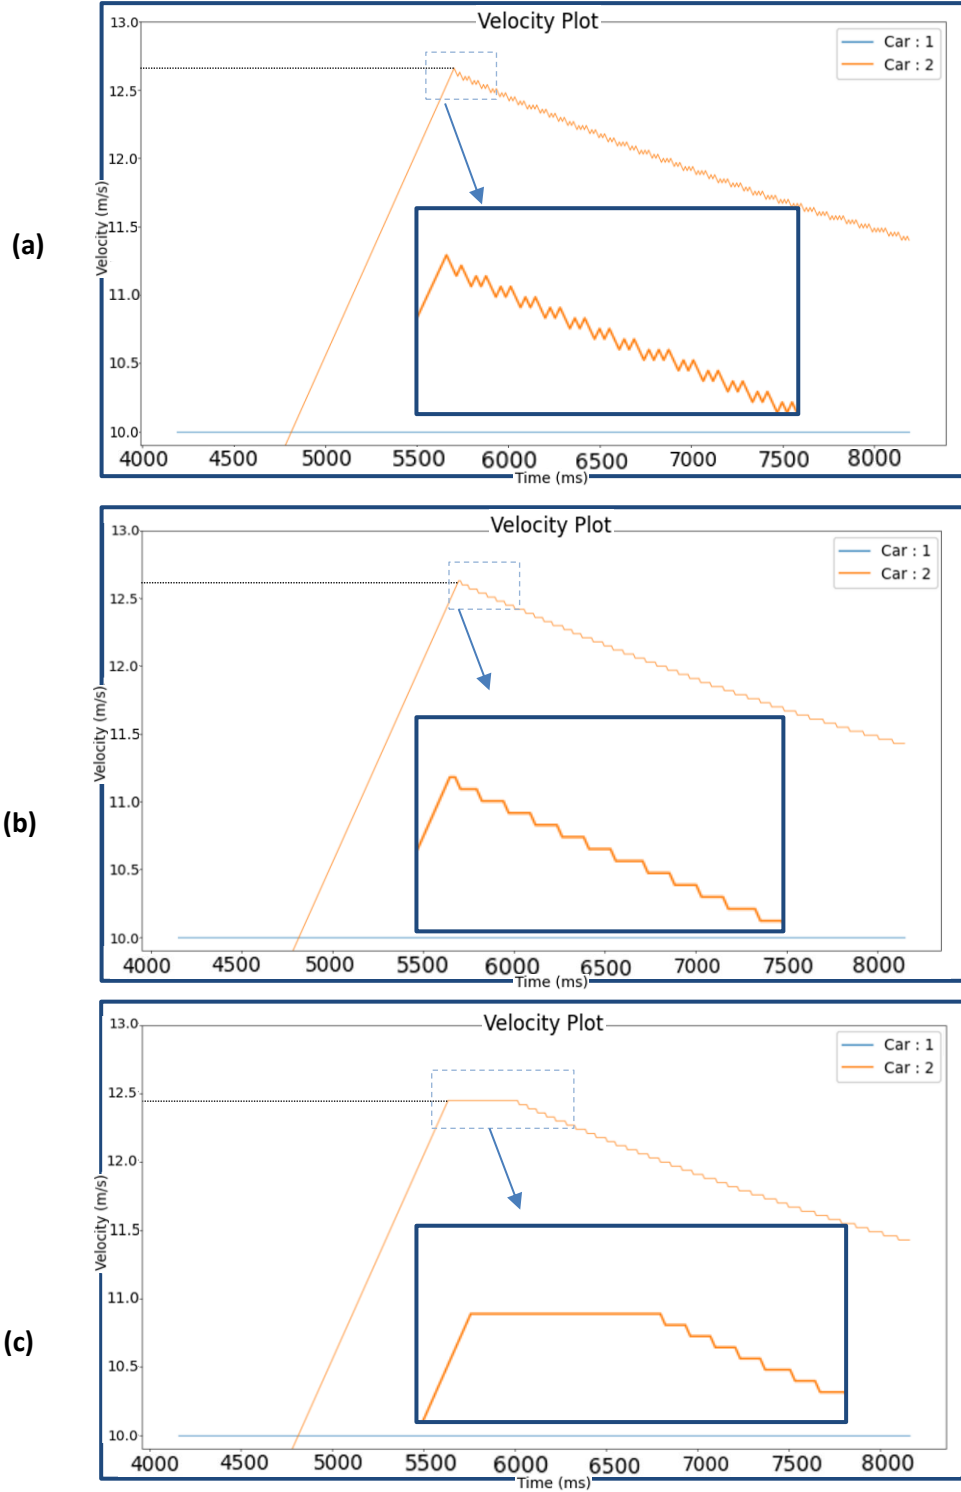 (a)
Velocity Plot
Car : 1
Car : 2
Velocity (m/s)
13.0
12.5
12.0
11.5
11.0
10.5
10.0
4000 4500 5000 5500 6000 6500 7000 7500 8000
Time (ms)
(b)
Velocity Plot
Car : 1
Car : 2
Velocity (m/s)
13.0
12.5
12.0
11.5
11.0
10.5
10.0
4000 4500 5000 5500 6000 6500 7000 7500 8000
Time (ms)
(c)
Velocity Plot
Car : 1
Car : 2
Velocity (m/s)
13.0
12.5
12.0
11.5
11.0
10.5
10.0
4000 4500 5000 5500 6000 6500 7000 7500 8000
Time (ms)